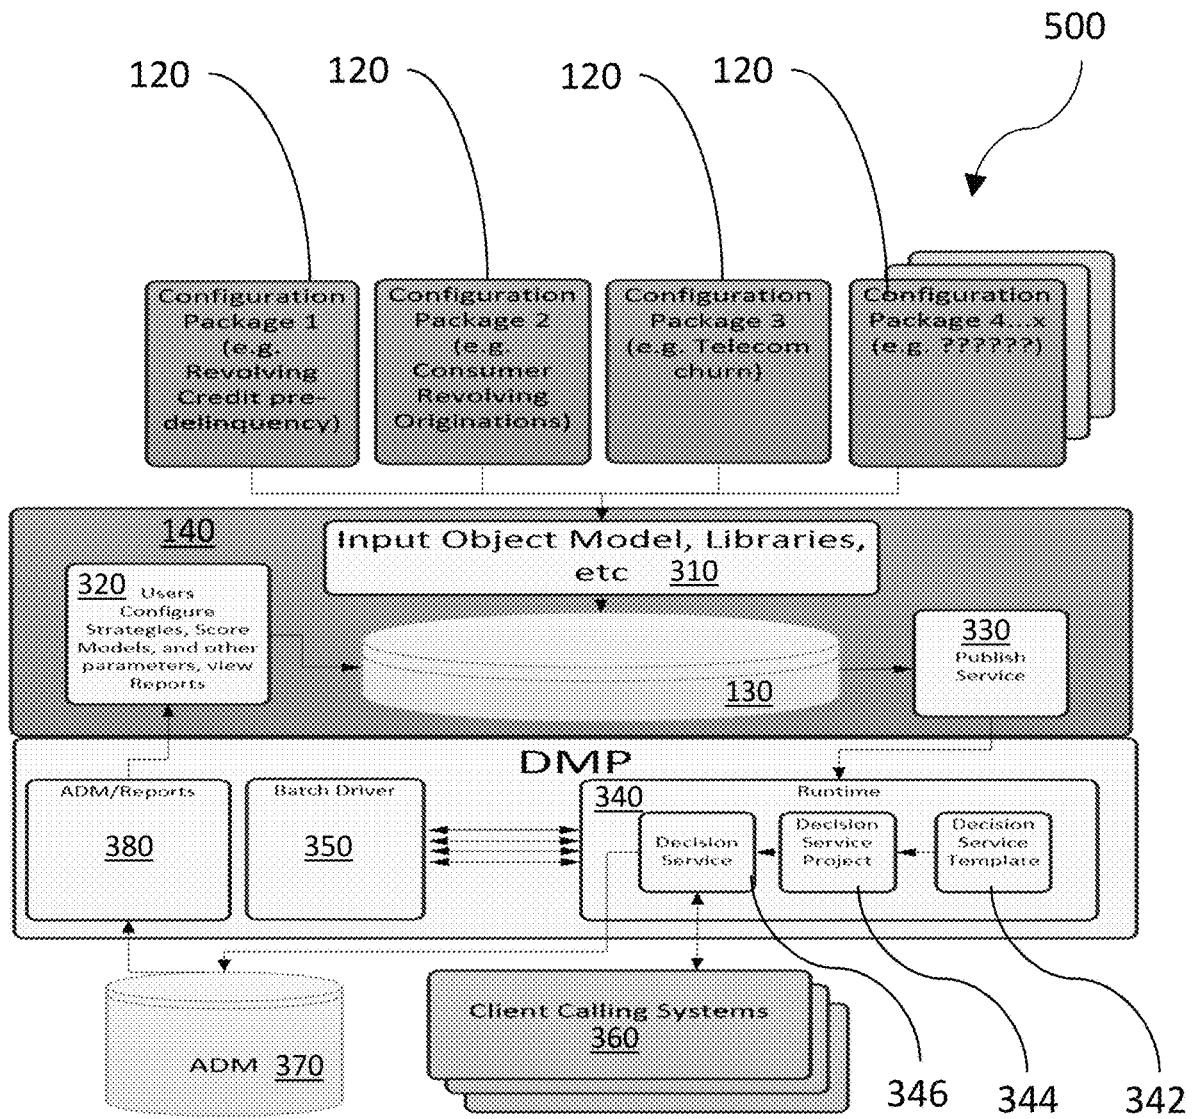 500
120
120
120
120
Configuration
Package 1
(e.g.
Revolving
Credit pre-
delinquency)
Configuration
Package 2
(e.g.
Consumer
Revolving
Originations)
Configuration
Package 3
(e.g. Telecom
churn)
Configuration
Package 4...x
(e.g. ??????)
140
Input Object Model, Libraries,
etc 310
320
Users
Configure
Strategies, Score
Models, and other
parameters, view
Reports
130
330
Publish
Service
DMP
ADM/Reports
380
Batch Driver
350
340
Runtime
Decision
Service
Decision
Service
Project
Decision
Service
Template
ADM 370
Client Calling Systems
360
346
344
342